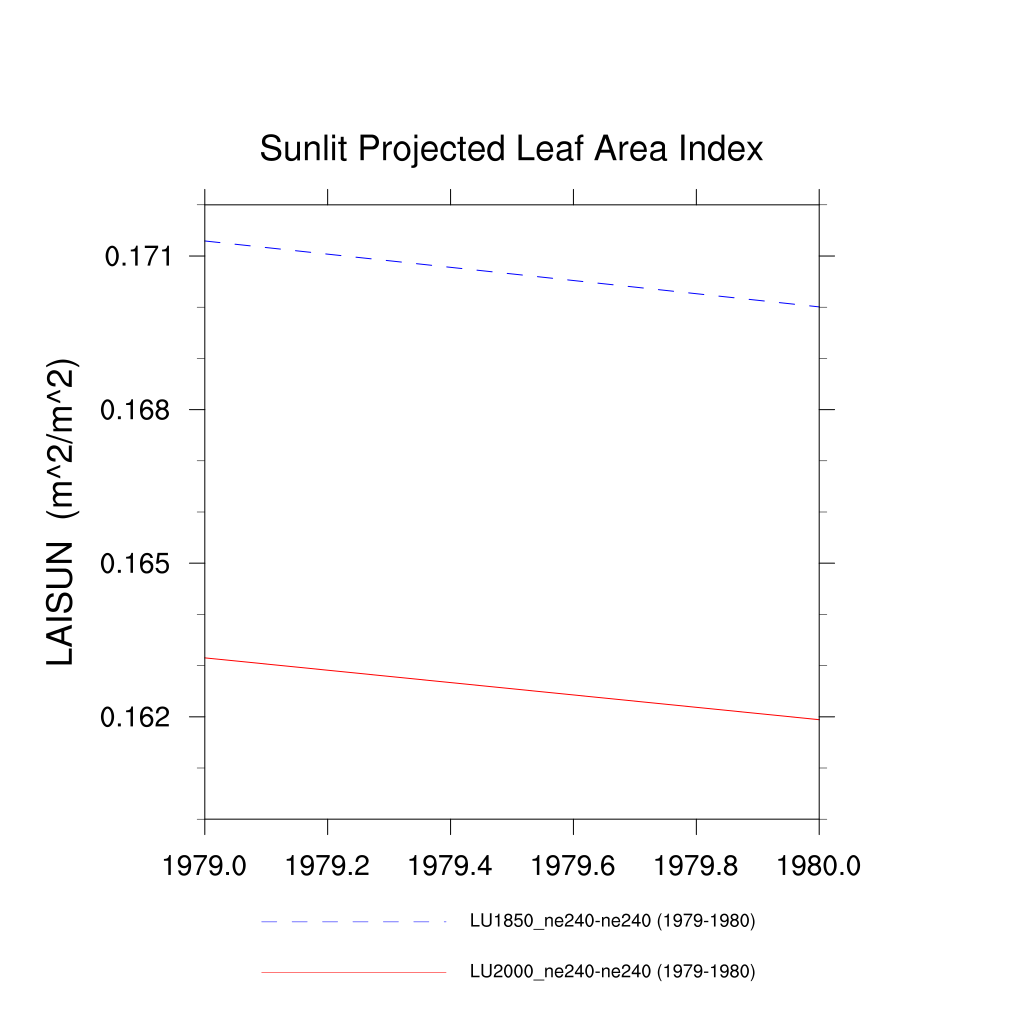 Sunlit Projected Leaf Area Index
LAISUN (m^2/m^2)
0.171
0.168
0.165
0.162
1979.0 1979.2 1979.4 1979.6 1979.8 1980.0
LU1850_ne240-ne240 (1979-1980)
LU2000_ne240-ne240 (1979-1980)